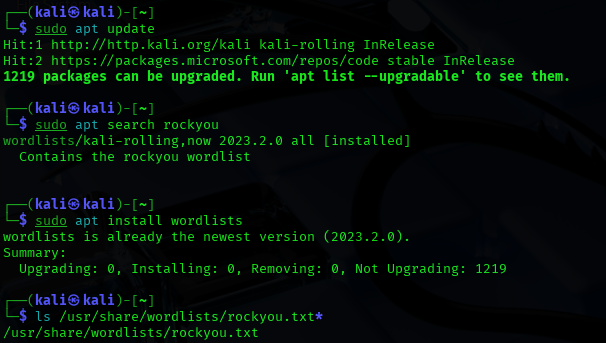 ┌──(kali㉿kali)-[~]
└─$ sudo apt update
Hit:1 http://http.kali.org/kali kali-rolling InRelease
Hit:2 https://packages.microsoft.com/repos/code stable InRelease
1219 packages can be upgraded. Run 'apt list --upgradable' to see them.
┌──(kali㉿kali)-[~]
└─$ sudo apt search rockyou
wordlists/kali-rolling,now 2023.2.0 all [installed]
  Contains the rockyou wordlist
┌──(kali㉿kali)-[~]
└─$ sudo apt install wordlists
wordlists is already the newest version (2023.2.0).
Summary:
  Upgrading: 0, Installing: 0, Removing: 0, Not Upgrading: 1219
┌──(kali㉿kali)-[~]
└─$ ls /usr/share/wordlists/rockyou.txt*
/usr/share/wordlists/rockyou.txt